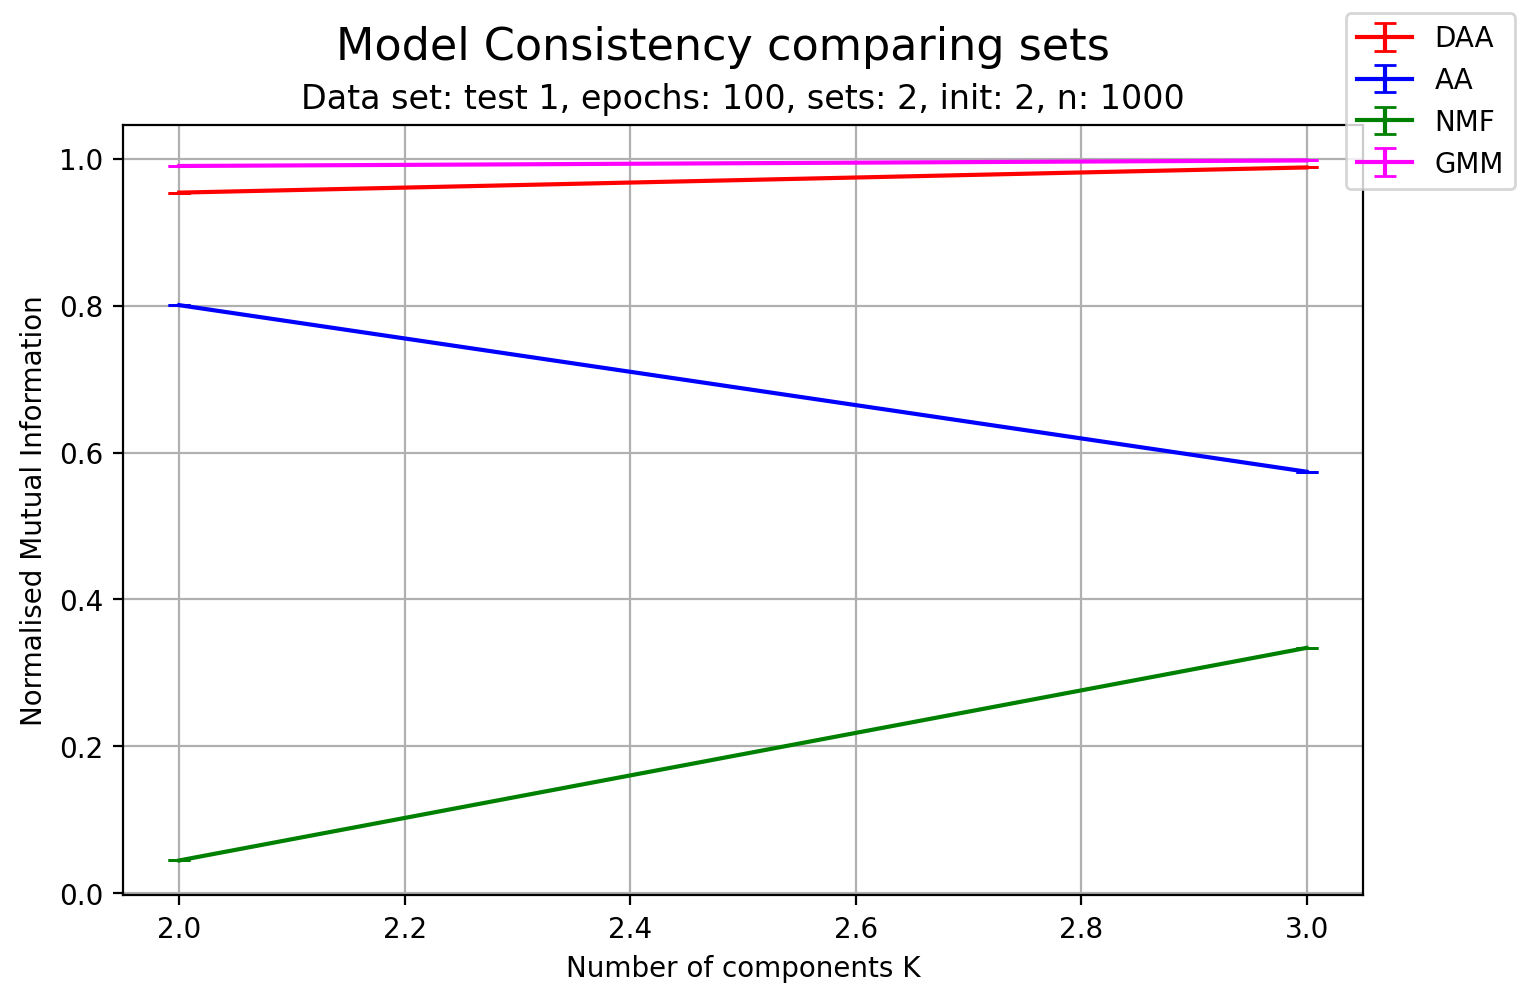 Model Consistency comparing sets
Data set: test 1, epochs: 100, sets: 2, init: 2, n: 1000
DAA
AA
NMF
GMM
Normalised Mutual Information
1.0
0.8
0.6
0.4
0.2
0.0
2.0 2.2 2.4 2.6 2.8 3.0
Number of components K